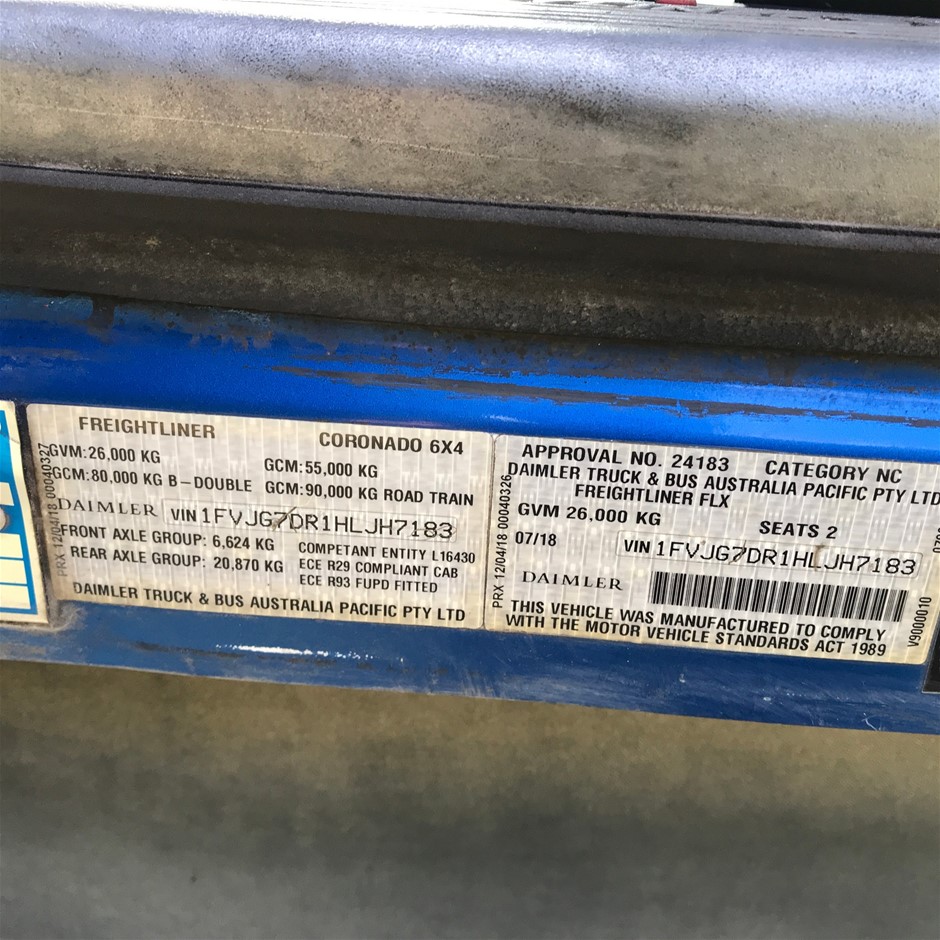 FREIGHTLINER CORONADO 6X4
GVM: 26,000 KG GCM: 55,000 KG
GCM: 80,000 KG B-DOUBLE GCM: 90,000 KG ROAD TRAIN
DAIMLER VIN 1FVJG7DR1HLJH7183
FRONT AXLE GROUP: 6,624 KG COMPETANT ENTITY L16430
REAR AXLE GROUP: 20,870 KG ECE R29 COMPLIANT CAB
ECE R93 FUPD FITTED
DAIMLER TRUCK & BUS AUSTRALIA PACIFIC PTY LTD
PRX 12/04/18 00040327
APPROVAL NO. 24183 CATEGORY NC
DAIMLER TRUCK & BUS AUSTRALIA PACIFIC PTY LTD
FREIGHTLINER FLX
GVM 26,000 KG SEATS 2
07/18 VIN 1FVJG7DR1HLJH7183
DAIMLER
THIS VEHICLE WAS MANUFACTURED TO COMPLY
WITH THE MOTOR VEHICLE STANDARDS ACT 1989
PRX 12/04/18 00040326
V9000010